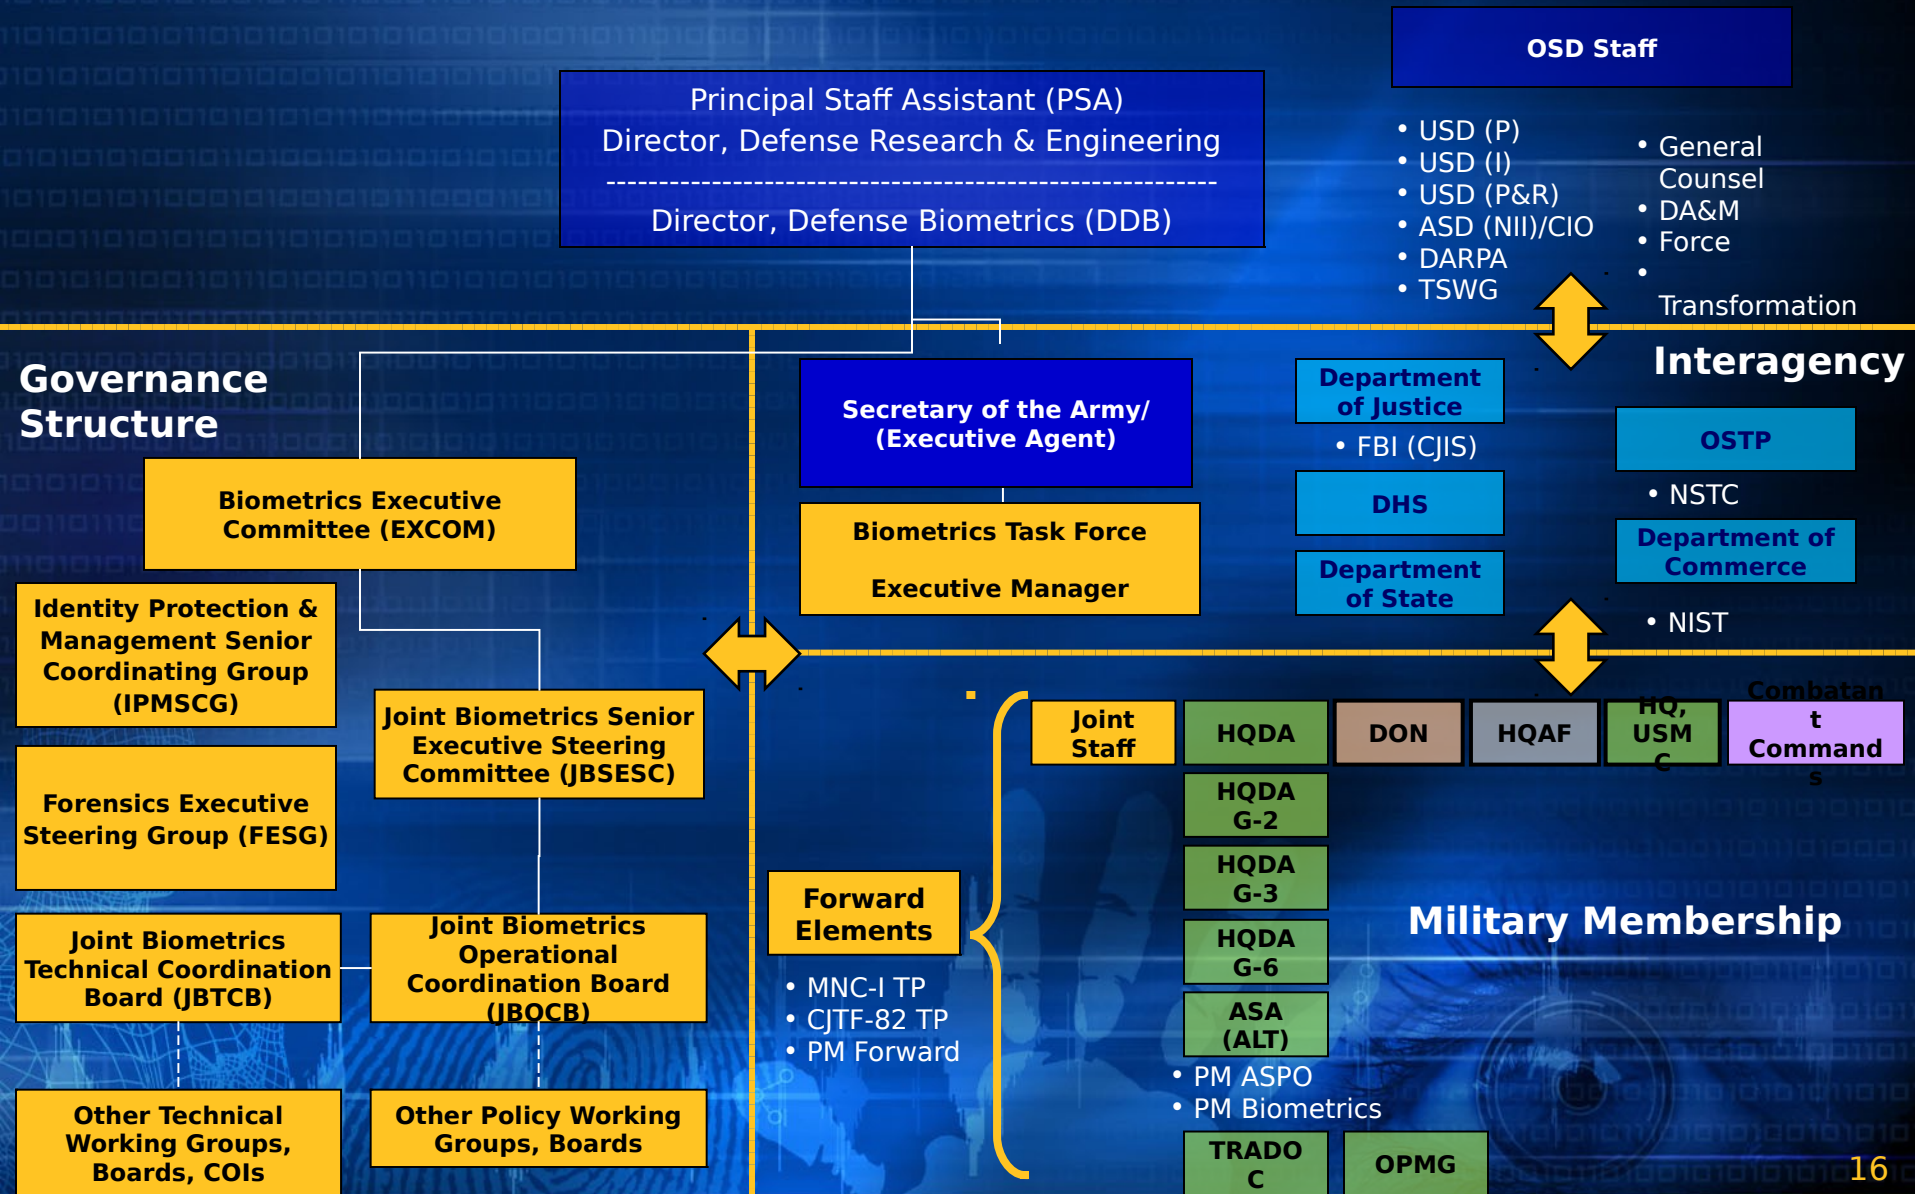 OSD Staff
Principal Staff Assistant (PSA)
Director, Defense Research & Engineering
-----------------------------------------------------------
Director, Defense Biometrics (DDB)
• USD (P)
• USD (I)
• USD (P&R)
• ASD (NII)/CIO
• DARPA
• TSWG
• General
Counsel
• DA&M
• Force
•
Transformation
Governance
Structure
Biometrics Executive
Committee (EXCOM)
Identity Protection &
Management Senior
Coordinating Group
(IPMSCG)
Joint Biometrics Senior
Executive Steering
Committee (JBSESC)
Forensics Executive
Steering Group (FESG)
Joint Biometrics
Technical Coordination
Board (JBTCB)
Joint Biometrics
Operational
Coordination Board
(JBOCB)
Other Technical
Working Groups,
Boards, COIs
Other Policy Working
Groups, Boards
Secretary of the Army/
(Executive Agent)
Biometrics Task Force
Executive Manager
Interagency
Department
of Justice
• FBI (CJIS)
DHS
Department
of State
OSTP
• NSTC
Department of
Commerce
• NIST
Forward
Elements
• MNC-I TP
• CJTF-82 TP
• PM Forward
Joint
Staff
HQDA
DON
HQAF
HQ,
USM
C
Combatan
t
Command
s
HQDA
G-2
HQDA
G-3
HQDA
G-6
ASA
(ALT)
• PM ASPO
• PM Biometrics
TRADO
C
OPMG
Military Membership
16